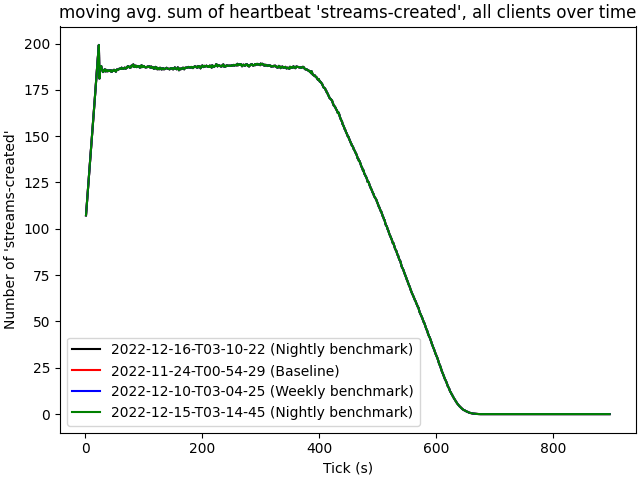 moving avg. sum of heartbeat 'streams-created', all clients over time
Number of 'streams-created'
200
175
150
125
100
75
50
25
0
2022-12-16-T03-10-22 (Nightly benchmark)
2022-11-24-T00-54-29 (Baseline)
2022-12-10-T03-04-25 (Weekly benchmark)
2022-12-15-T03-14-45 (Nightly benchmark)
0 200 400 600 800
Tick (s)